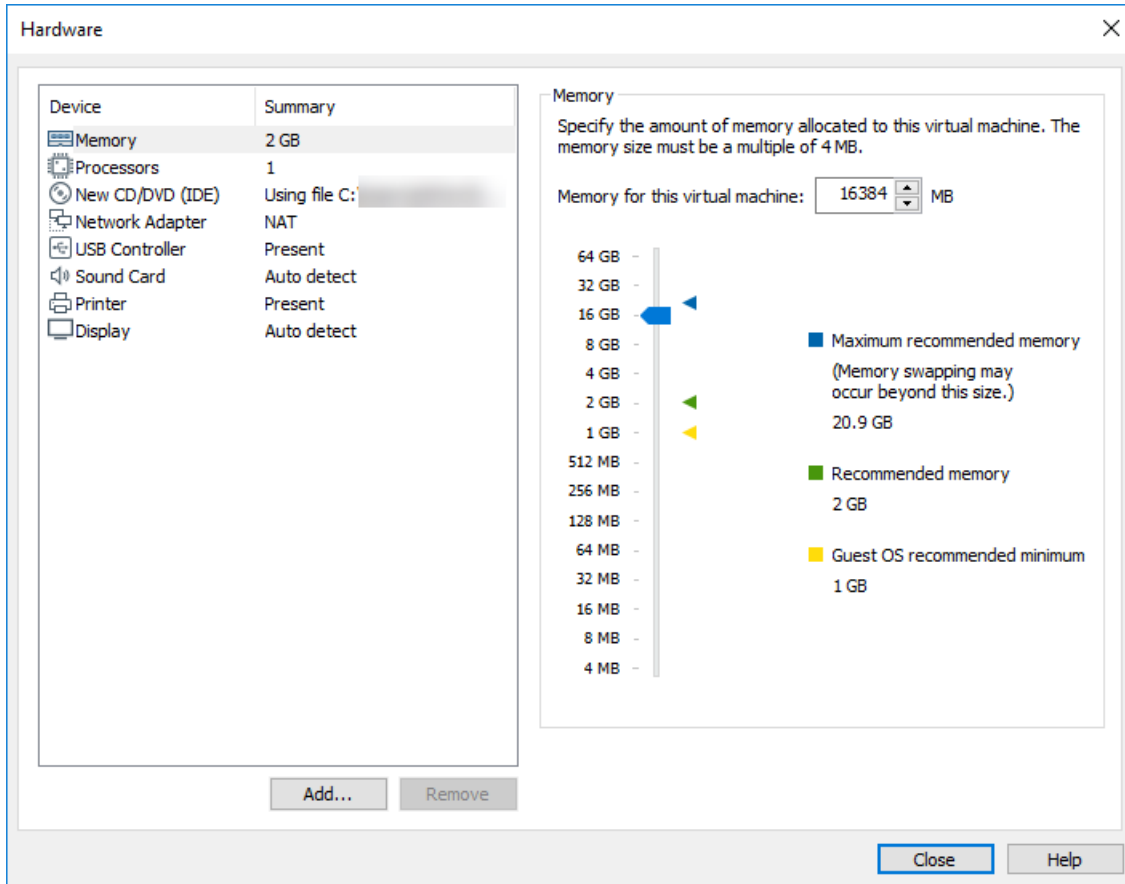 Hardware
Device Summary
Memory 2 GB
Processors 1
New CD/DVD (IDE) Using file C:\
Network Adapter NAT
USB Controller Present
Sound Card Auto detect
Printer Present
Display Auto detect
Add... Remove
Memory
Specify the amount of memory allocated to this virtual machine. The
memory size must be a multiple of 4 MB.
Memory for this virtual machine: 16384 MB
64 GB
32 GB
16 GB
8 GB
4 GB
2 GB
1 GB
512 MB
256 MB
128 MB
64 MB
32 MB
16 MB
8 MB
4 MB
Maximum recommended memory
(Memory swapping may
occur beyond this size.)
20.9 GB
Recommended memory
2 GB
Guest OS recommended minimum
1 GB
Close Help